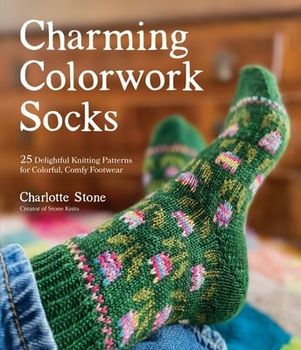 Charming
Colorwork
Socks
25 Delightful Knitting Patterns
for Colorful, Comfy Footwear
Charlotte Stone
Creator of Stone Knits